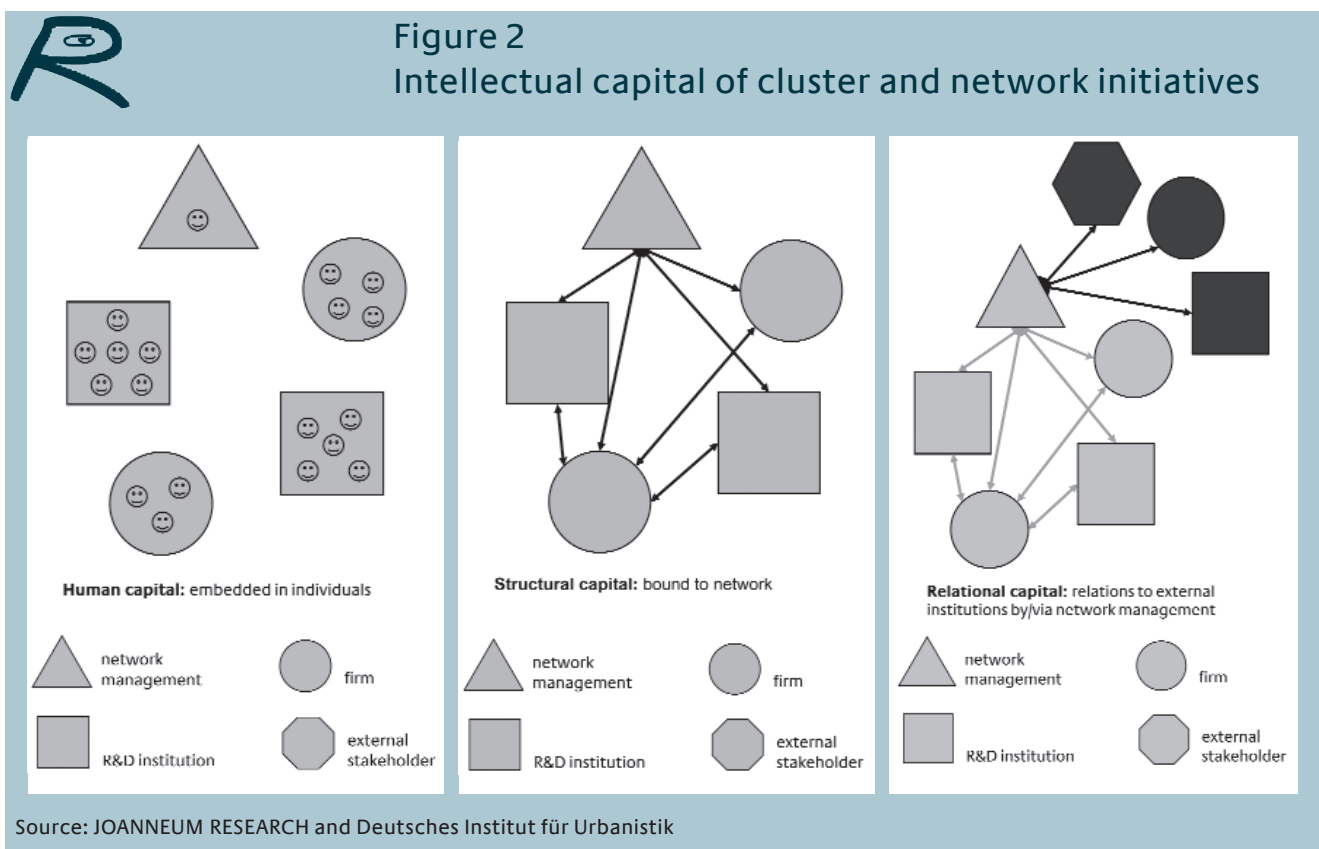 Figure 2
Intellectual capital of cluster and network initiatives
Human capital: embedded in individuals
network
management
firm
R&D institution
external
stakeholder
Structural capital: bound to network
network
management
firm
R&D institution
external
stakeholder
Relational capital: relations to external
institutions by/via network management
network
management
firm
R&D institution
external
stakeholder
Source: JOANNEUM RESEARCH and Deutsches Institut für Urbanistik